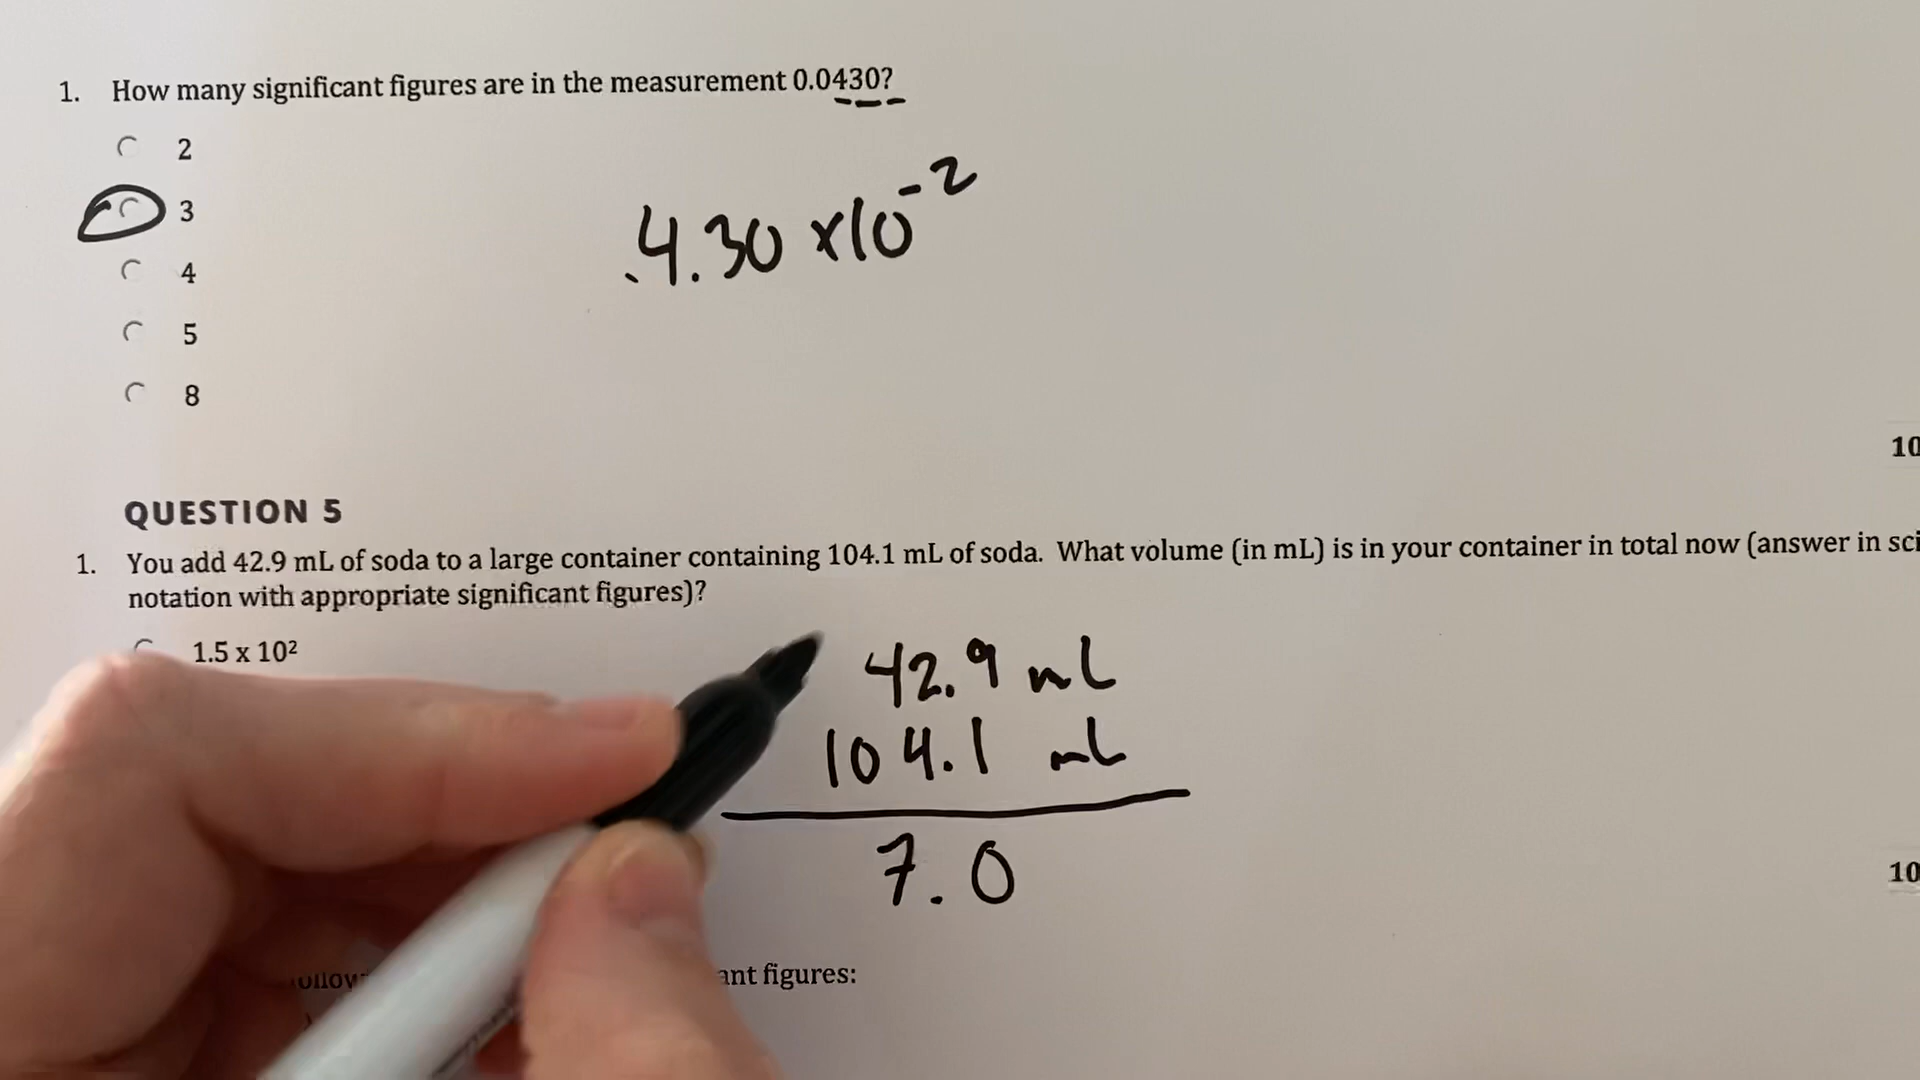 1. How many significant figures are in the measurement 0.0430?
2
3
4
5
8
.4.30 x10⁻²
10
QUESTION 5
1. You add 42.9 mL of soda to a large container containing 104.1 mL of soda. What volume (in mL) is in your container in total now (answer in sci
notation with appropriate significant figures)?
1.5 x 10²
42.9 mL
104.1 mL
7.0
10
ant figures: